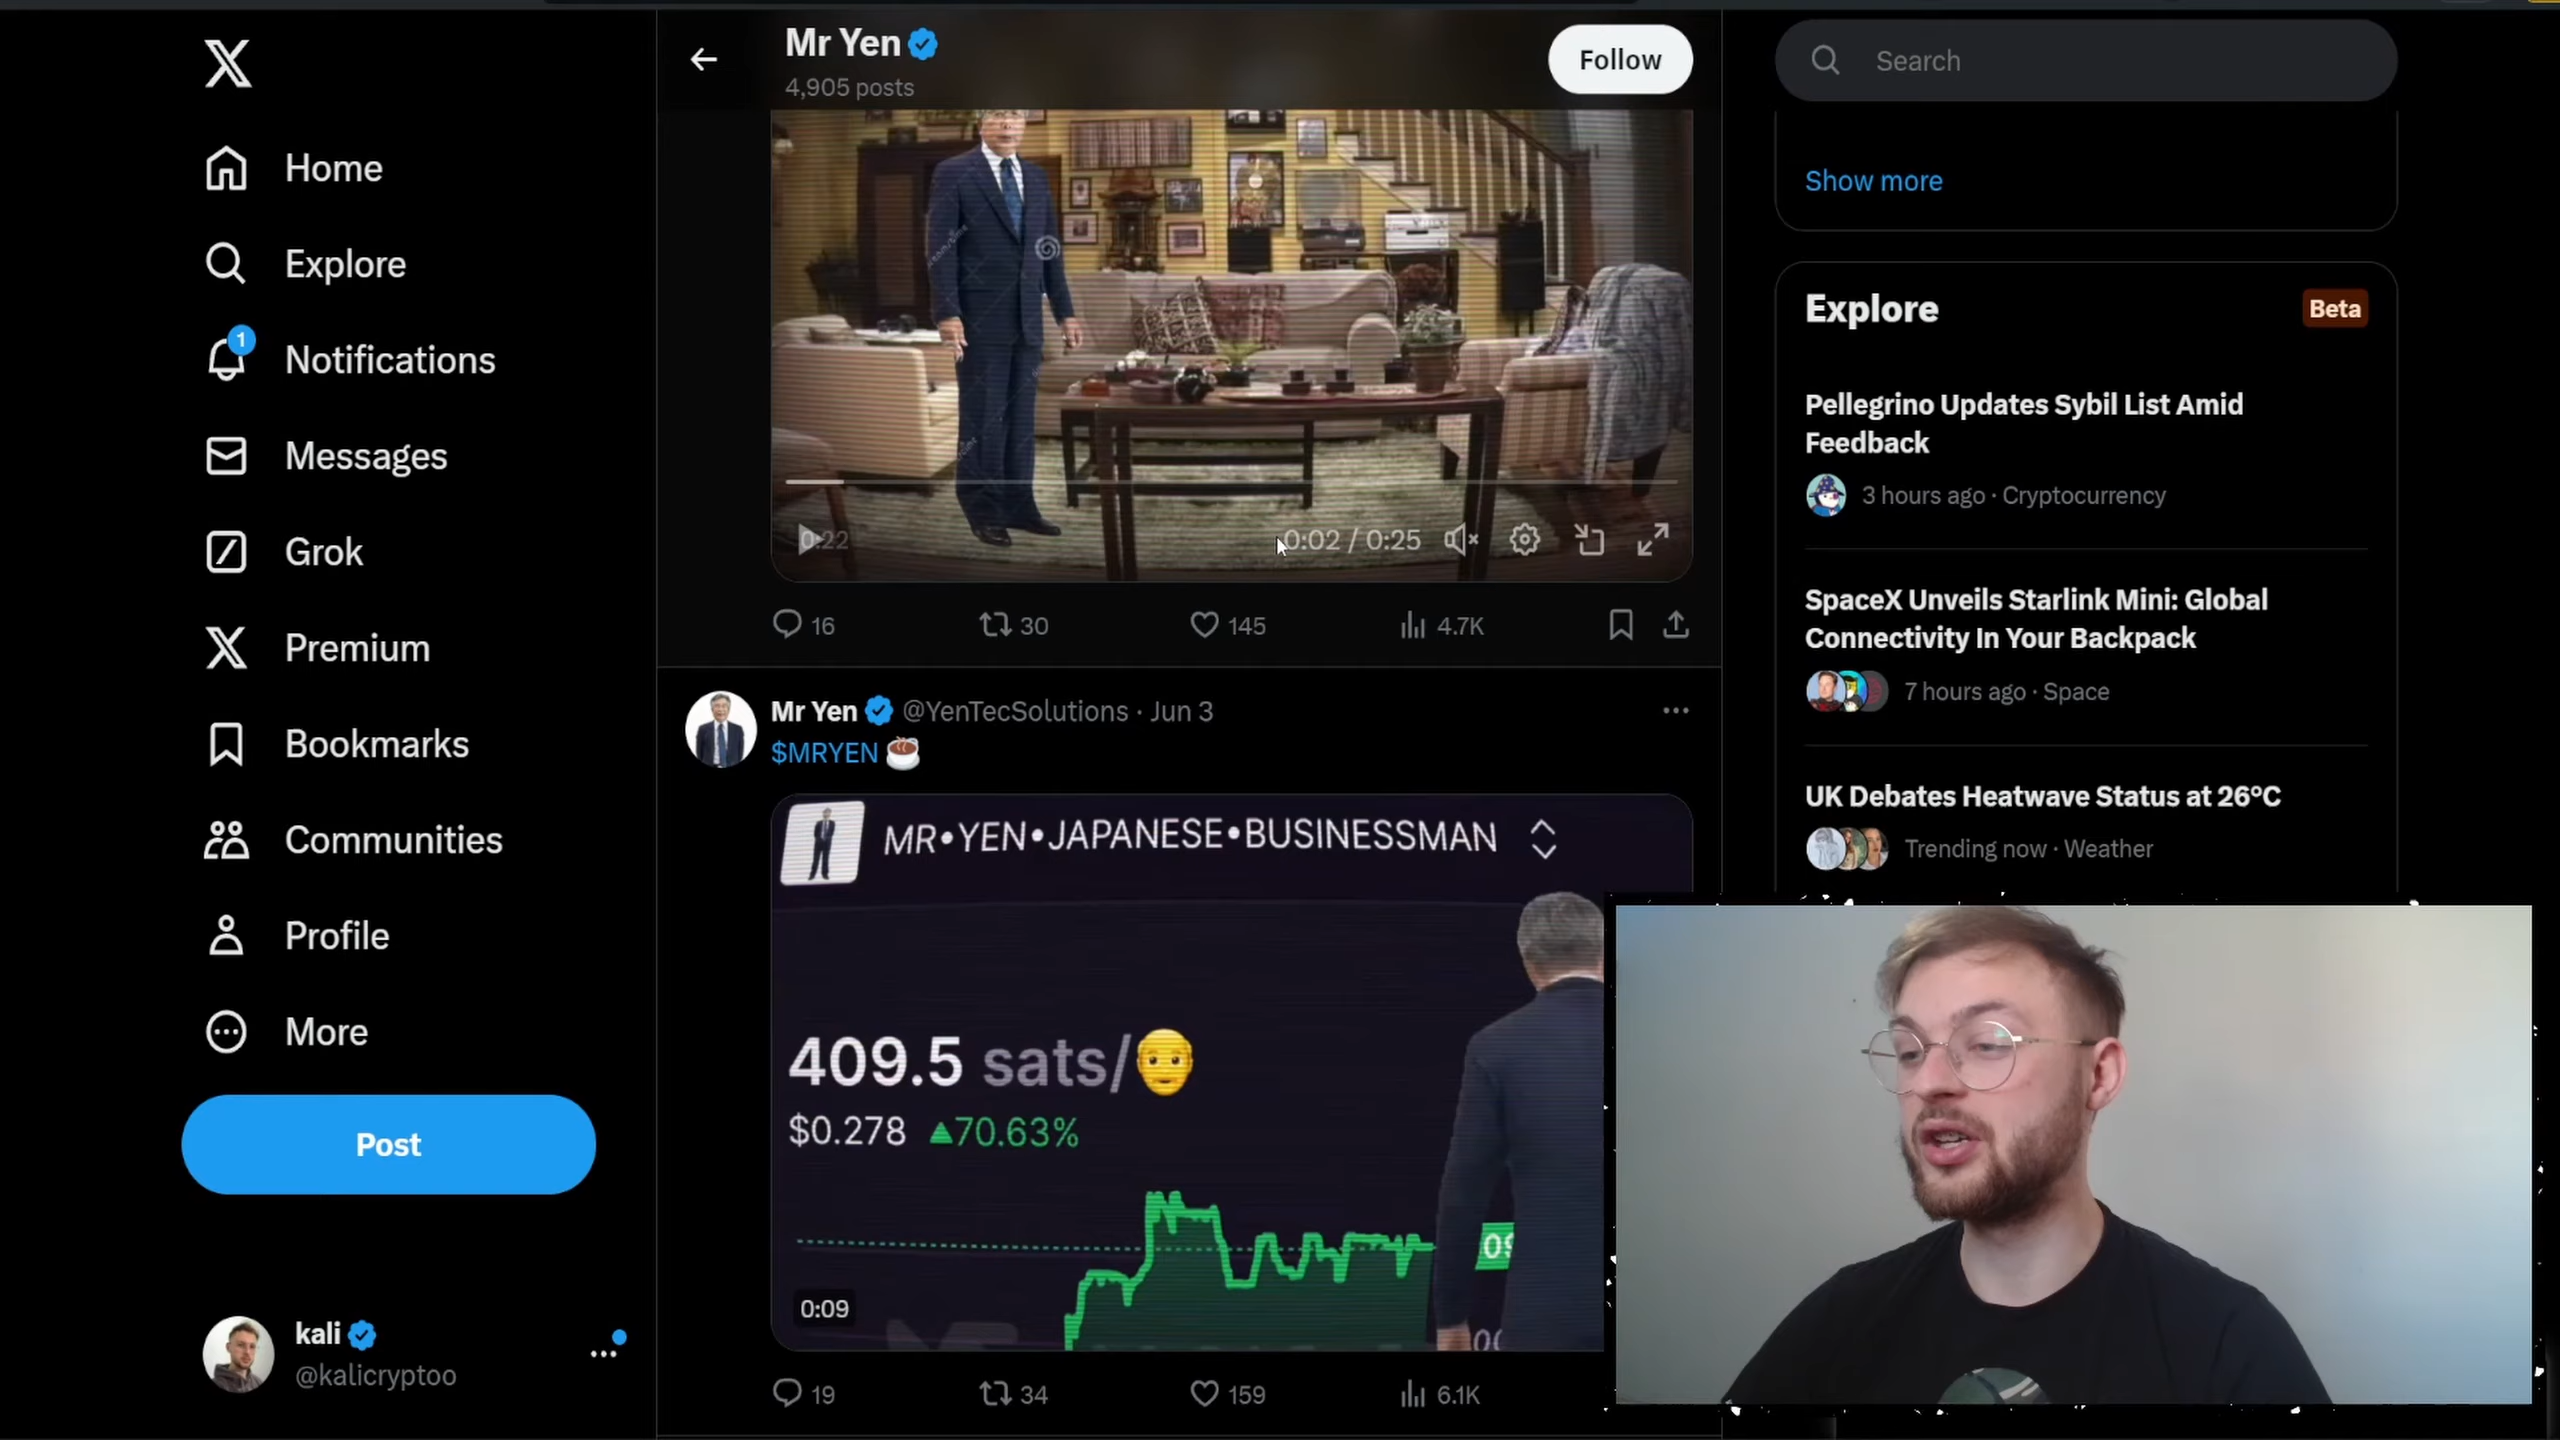 Home
Explore
1
Notifications
Messages
Grok
Premium
Bookmarks
Communities
Profile
More
Post
kali
@kalicryptoo
Mr Yen
4,905 posts
Follow
0:22
0:02 / 0:25
16
30
145
4.7K
Mr Yen @YenTecSolutions · Jun 3
$MRYEN
MR•YEN•JAPANESE•BUSINESSMAN
409.5 sats/
$0.278 ▲70.63%
0:09
19
34
159
6.1K
Search
Show more
Explore
Beta
Pellegrino Updates Sybil List Amid
Feedback
3 hours ago · Cryptocurrency
SpaceX Unveils Starlink Mini: Global
Connectivity In Your Backpack
7 hours ago · Space
UK Debates Heatwave Status at 26°C
Trending now · Weather